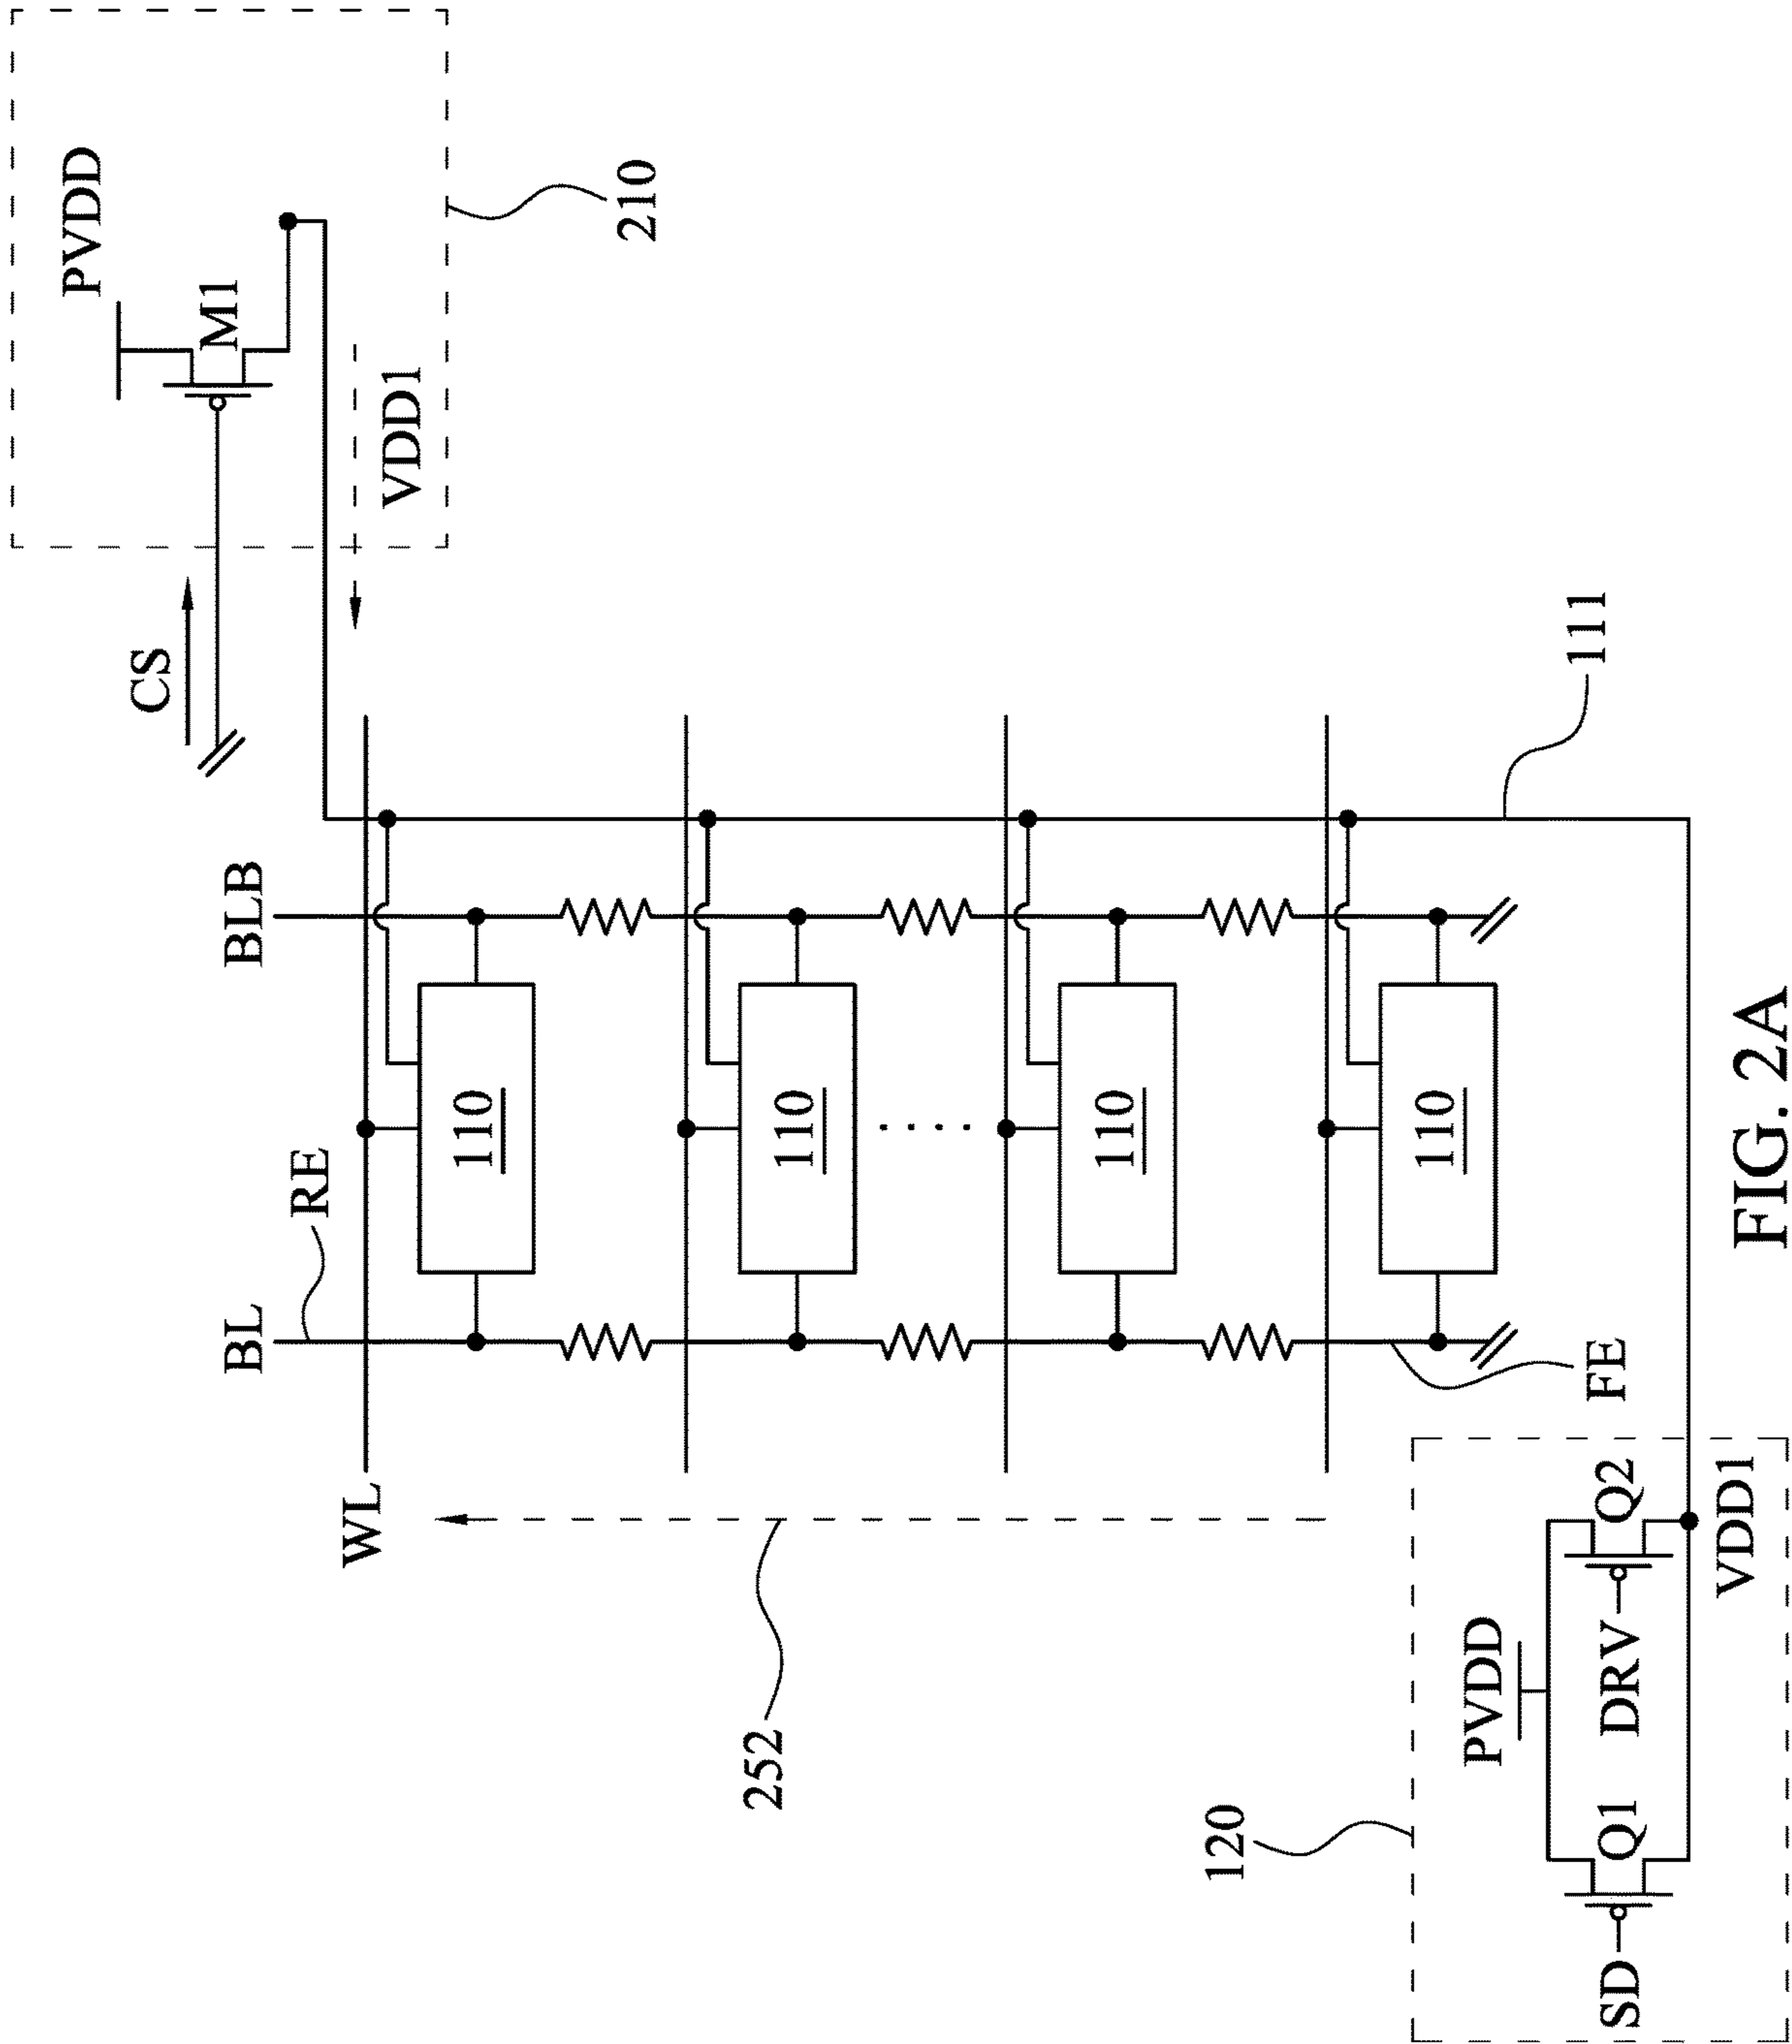 PVDD
M1
210
CS
VDD1
111
BL
RE
BLB
WL
110
110
110
110
252
FE
120
PVDD
SD
Q1
DRV
Q2
VDD1
FIG. 2A